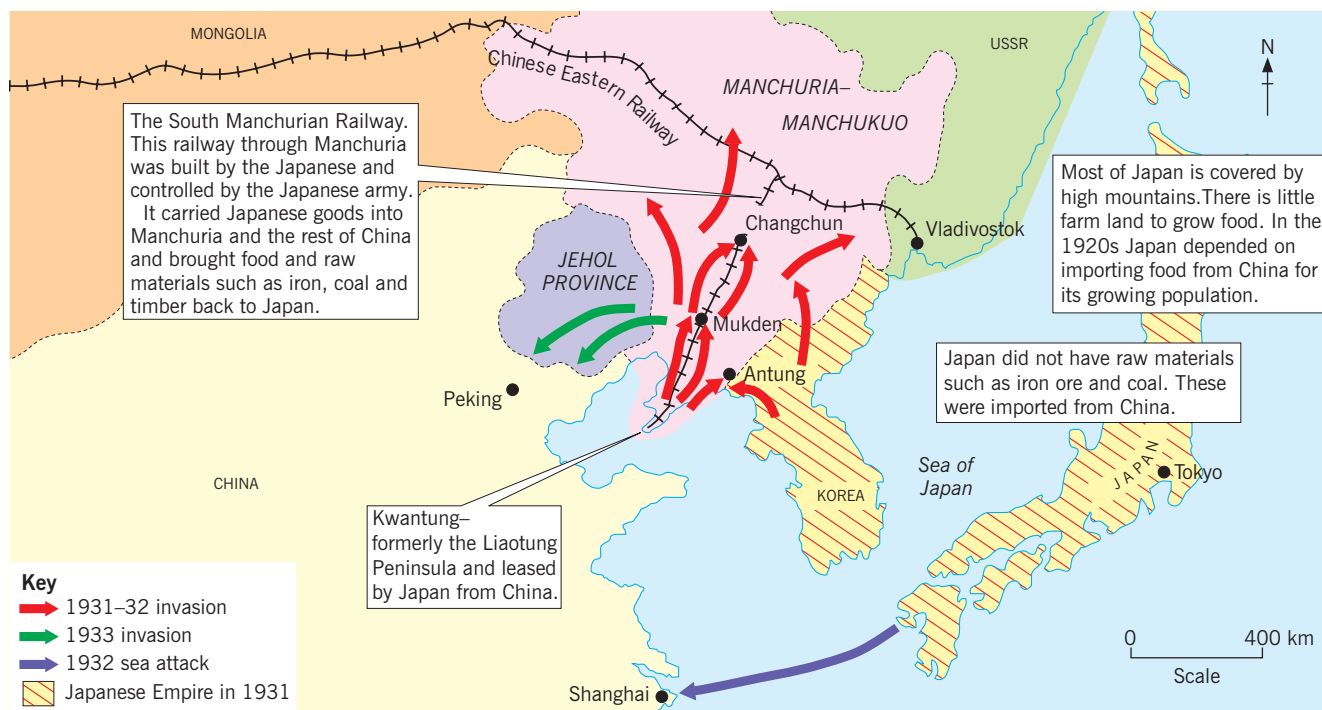 MONGOLIA
USSR
N
Chinese Eastern Railway
MANCHURIA–
MANCHUKUO
The South Manchurian Railway.
This railway through Manchuria
was built by the Japanese and
controlled by the Japanese army.
It carried Japanese goods into
Manchuria and the rest of China
and brought food and raw
materials such as iron, coal and
timber back to Japan.
Most of Japan is covered by
high mountains.There is little
farm land to grow food. In the
1920s Japan depended on
importing food from China for
its growing population.
Changchun
Vladivostok
JEHOL
PROVINCE
Mukden
Antung
Peking
Japan did not have raw materials
such as iron ore and coal. These
were imported from China.
CHINA
Sea of
Japan
KOREA
JAPAN
Tokyo
Kwantung–
formerly the Liaotung
Peninsula and leased
by Japan from China.
Key
1931–32 invasion
1933 invasion
1932 sea attack
Japanese Empire in 1931
Shanghai
0 400 km
Scale